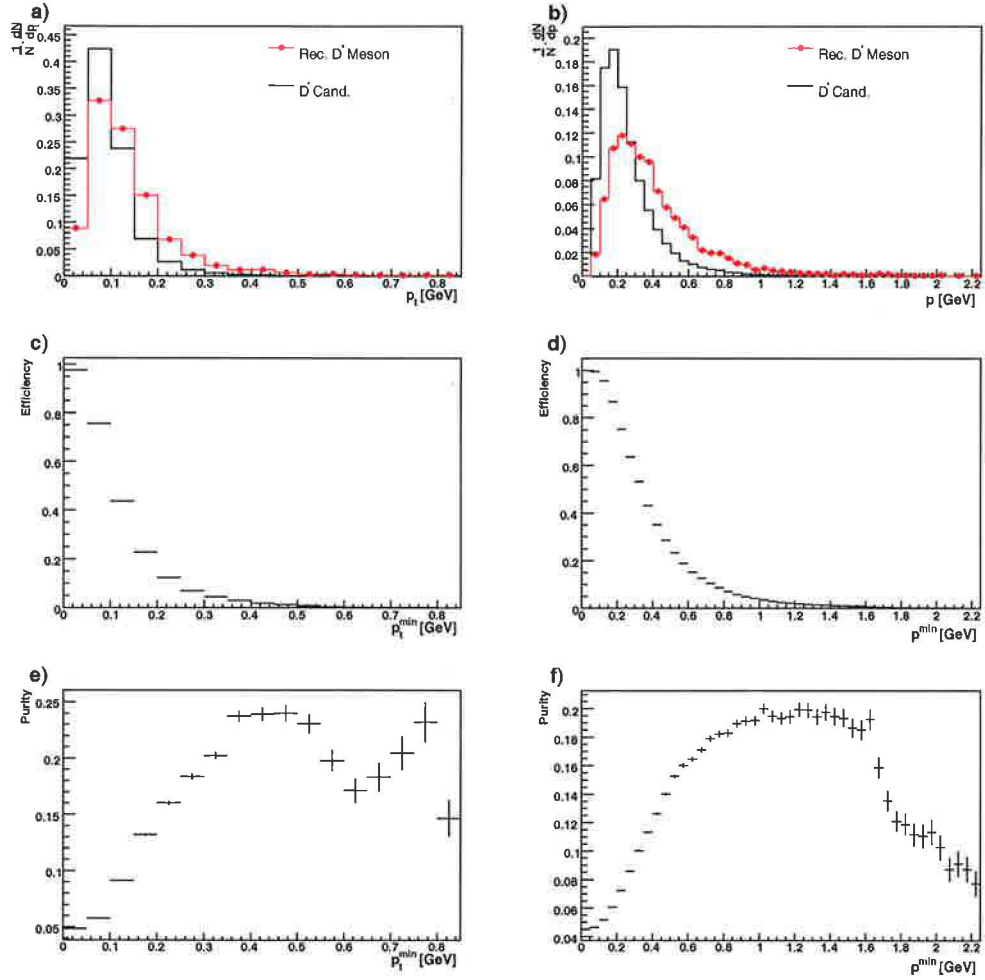 a)
1/N · dN/dp_t
0.45
0.4
0.35
0.3
0.25
0.2
0.15
0.1
0.05
0
Rec. D* Meson
D* Cand.
0 0.1 0.2 0.3 0.4 0.5 0.6 0.7 0.8
p_t [GeV]
b)
1/N · dN/dp
0.2
0.18
0.16
0.14
0.12
0.1
0.08
0.06
0.04
0.02
0
Rec. D* Meson
D* Cand.
0 0.2 0.4 0.6 0.8 1 1.2 1.4 1.6 1.8 2 2.2
p [GeV]
c)
Efficiency
1
0.8
0.6
0.4
0.2
0
0 0.1 0.2 0.3 0.4 0.5 0.6 0.7 0.8
p_t^min [GeV]
d)
Efficiency
1
0.8
0.6
0.4
0.2
0
0 0.2 0.4 0.6 0.8 1 1.2 1.4 1.6 1.8 2 2.2
p^min [GeV]
e)
Purity
0.25
0.2
0.15
0.1
0.05
0 0.1 0.2 0.3 0.4 0.5 0.6 0.7 0.8
p_t^min [GeV]
f)
Purity
0.2
0.18
0.16
0.14
0.12
0.1
0.08
0.06
0.04
0 0.2 0.4 0.6 0.8 1 1.2 1.4 1.6 1.8 2 2.2
p^min [GeV]